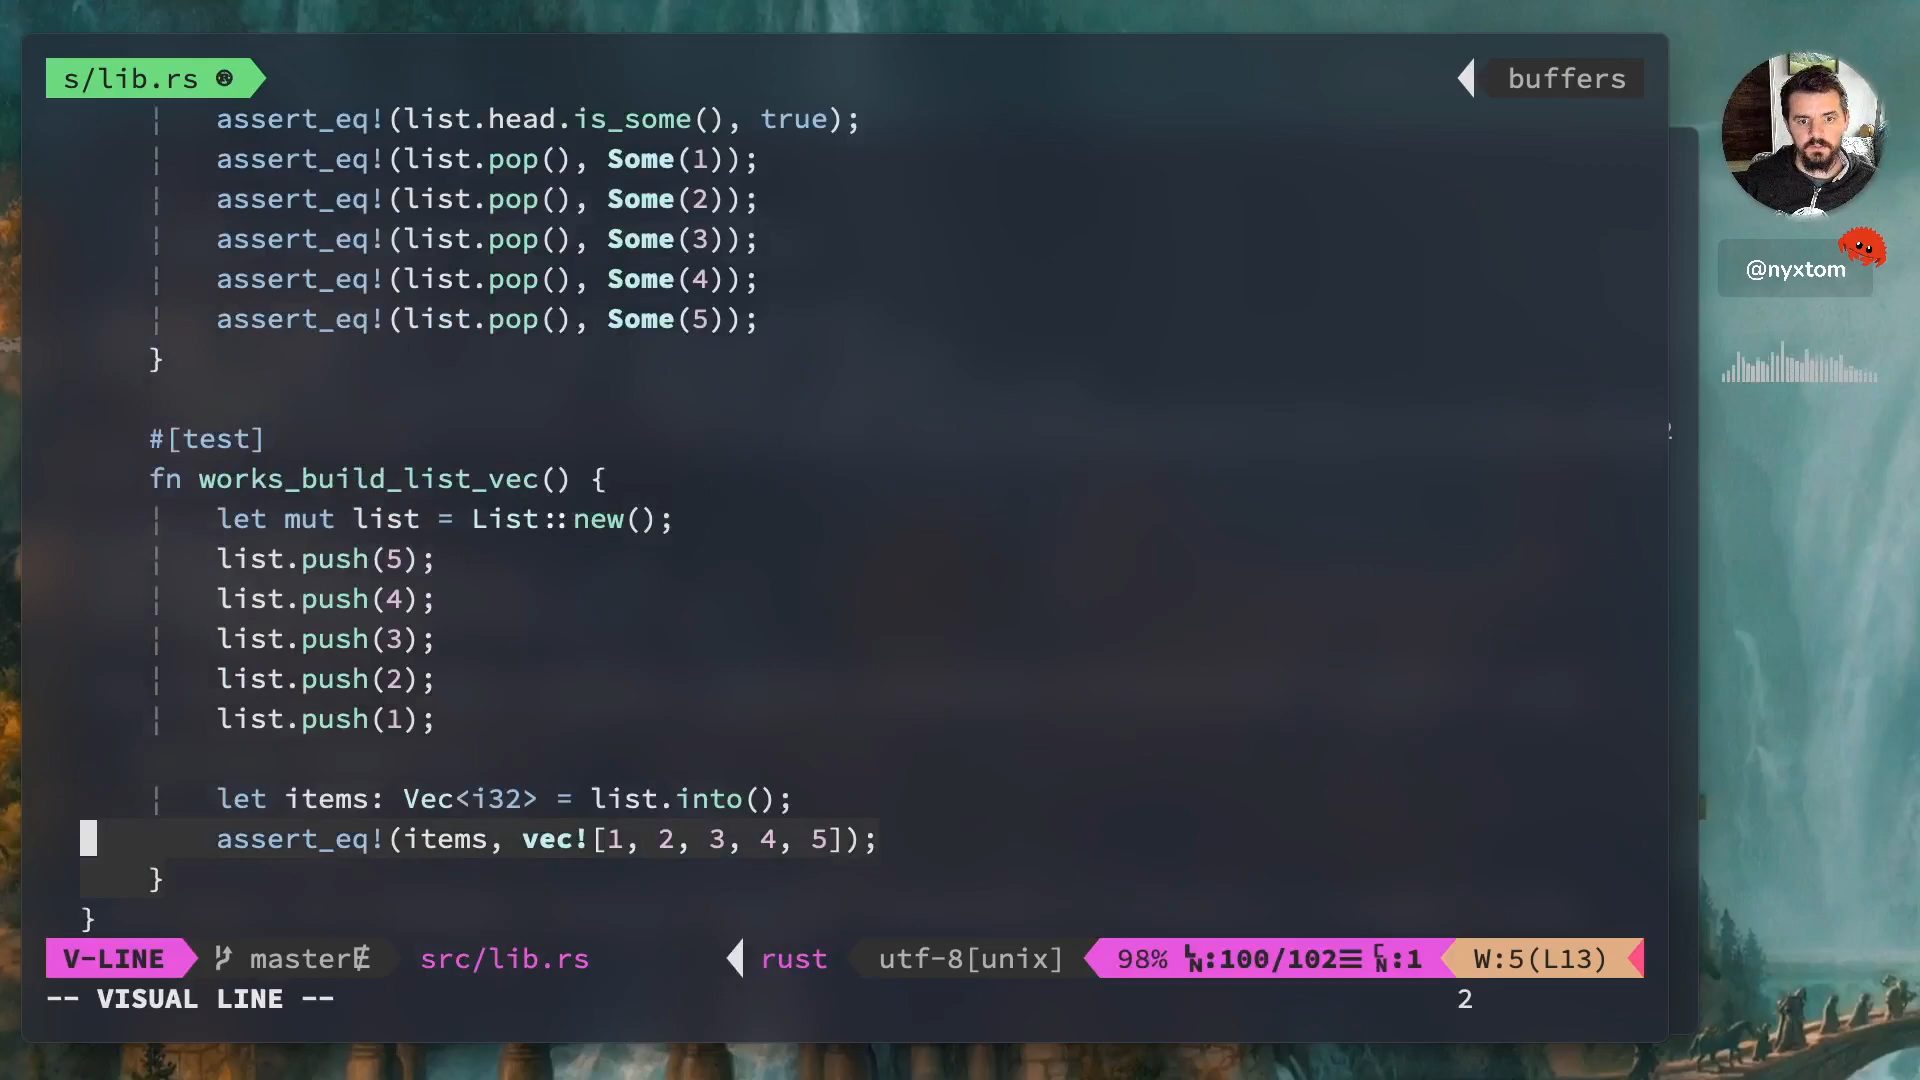 s/lib.rs ®
buffers
assert_eq!(list.head.is_some(), true);
assert_eq!(list.pop(), Some(1));
assert_eq!(list.pop(), Some(2));
assert_eq!(list.pop(), Some(3));
assert_eq!(list.pop(), Some(4));
assert_eq!(list.pop(), Some(5));
}
#[test]
fn works_build_list_vec() {
let mut list = List::new();
list.push(5);
list.push(4);
list.push(3);
list.push(2);
list.push(1);
let items: Vec<i32> = list.into();
assert_eq!(items, vec![1, 2, 3, 4, 5]);
}
}
V-LINE master src/lib.rs rust utf-8[unix] 98% :100/102☰ :1 W:5(L13)
-- VISUAL LINE -- 2
@nyxtom